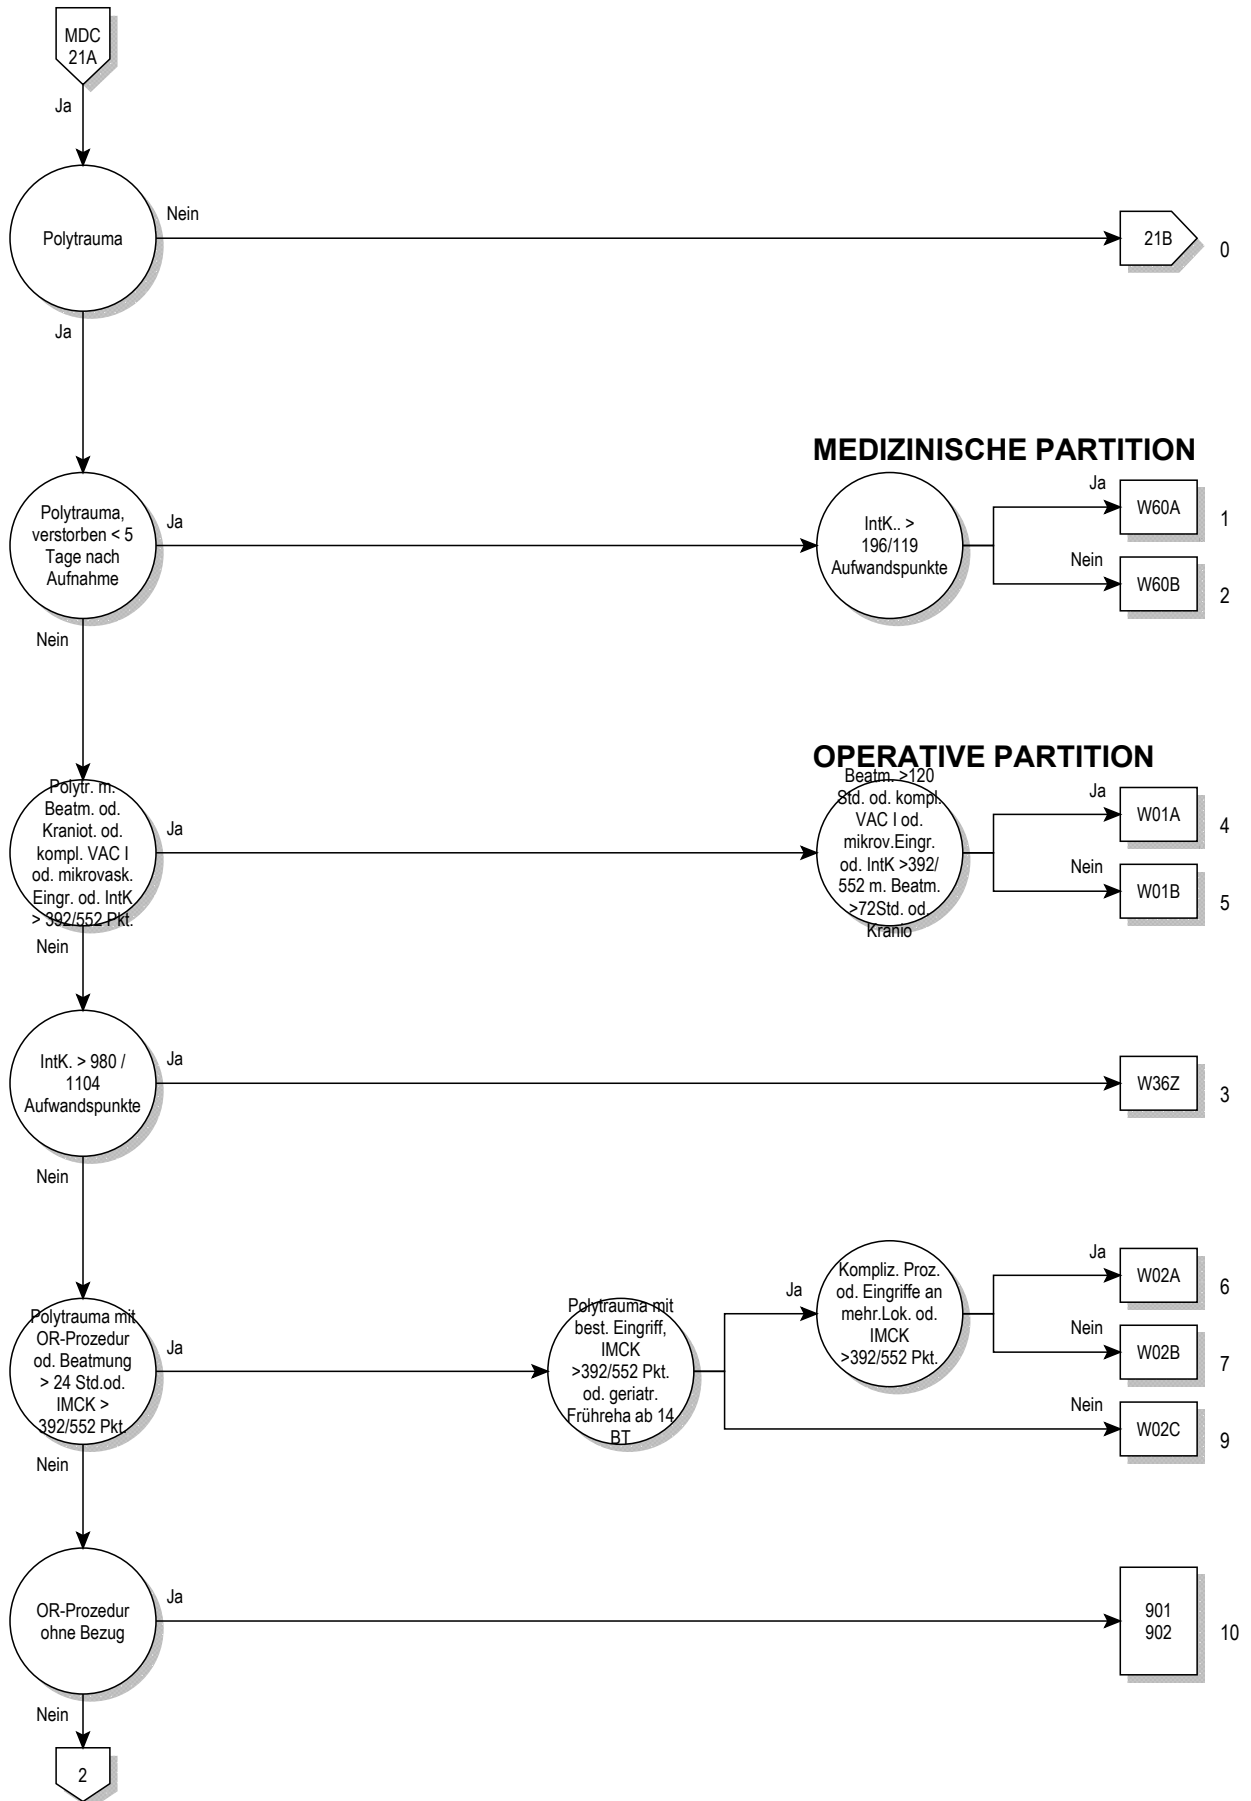 MDC
21A
Ja
Polytrauma
Nein
21B
0
Ja
MEDIZINISCHE PARTITION
Polytrauma,
verstorben < 5
Tage nach
Aufnahme
Ja
IntK.. >
196/119
Aufwandspunkte
Ja
W60A
1
Nein
W60B
2
Nein
OPERATIVE PARTITION
Polytr. m.
Beatm. od.
Kraniot. od.
kompl. VAC I
od. mikrovask.
Eingr. od. IntK
> 392/552 Pkt.
Ja
Beatm. >120
Std. od. kompl.
VAC I od.
mikrov.Eingr.
od. IntK >392/
552 m. Beatm.
>72Std. od.
Kranio
Ja
W01A
4
Nein
W01B
5
Nein
IntK. > 980 /
1104
Aufwandspunkte
Ja
W36Z
3
Nein
Polytrauma mit
OR-Prozedur
od. Beatmung
> 24 Std.od.
IMCK >
392/552 Pkt.
Ja
Polytrauma mit
best. Eingriff,
IMCK
>392/552 Pkt.
od. geriatr.
Frühreha ab 14
BT
Ja
Kompliz. Proz.
od. Eingriffe an
mehr.Lok. od.
IMCK
>392/552 Pkt.
Ja
W02A
6
Nein
W02B
7
Nein
W02C
9
Nein
OR-Prozedur
ohne Bezug
Ja
901
902
10
Nein
2